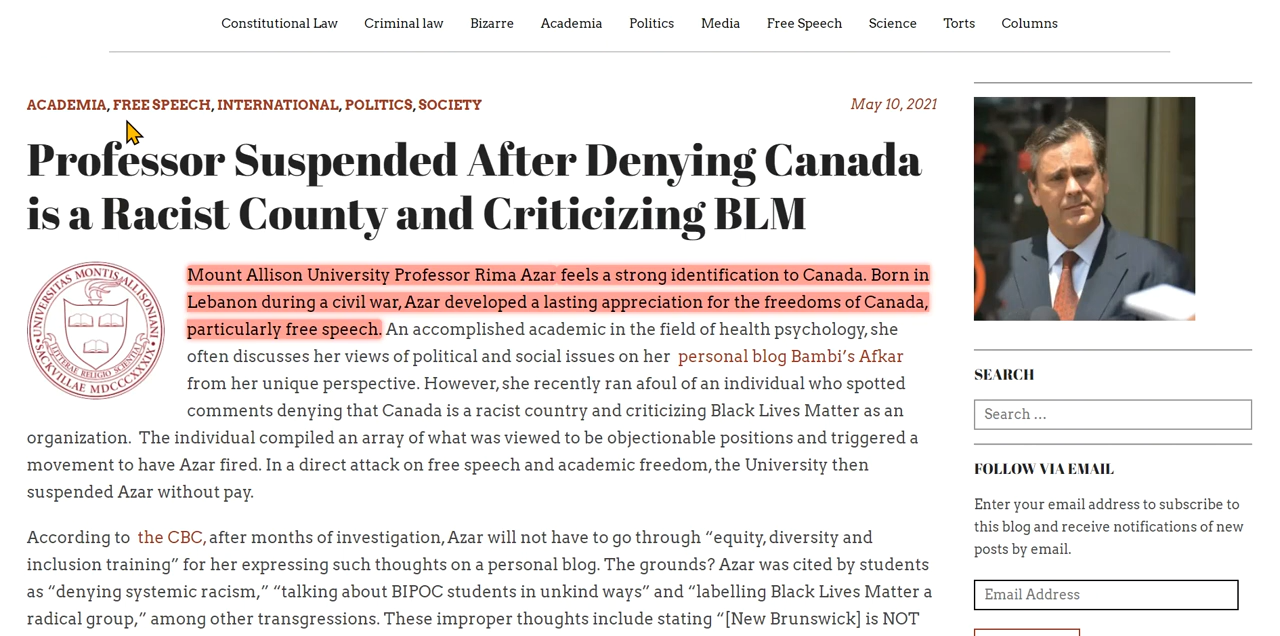 Constitutional Law Criminal law Bizarre Academia Politics Media Free Speech Science Torts Columns
ACADEMIA, FREE SPEECH, INTERNATIONAL, POLITICS, SOCIETY
May 10, 2021
Professor Suspended After Denying Canada
is a Racist County and Criticizing BLM
UNIVERSITAS MONTIS ALLISONIANI
LITTERAE RELIGIO SCIENTIA
SACKVILLAE MDCCCXXXIX
Mount Allison University Professor Rima Azar feels a strong identification to Canada. Born in
Lebanon during a civil war, Azar developed a lasting appreciation for the freedoms of Canada,
particularly free speech. An accomplished academic in the field of health psychology, she
often discusses her views of political and social issues on her personal blog Bambi’s Afkar
from her unique perspective. However, she recently ran afoul of an individual who spotted
comments denying that Canada is a racist country and criticizing Black Lives Matter as an
organization. The individual compiled an array of what was viewed to be objectionable positions and triggered a
movement to have Azar fired. In a direct attack on free speech and academic freedom, the University then
suspended Azar without pay.
According to the CBC, after months of investigation, Azar will not have to go through “equity, diversity and
inclusion training” for her expressing such thoughts on a personal blog. The grounds? Azar was cited by students
as “denying systemic racism,” “talking about BIPOC students in unkind ways” and “labelling Black Lives Matter a
radical group,” among other transgressions. These improper thoughts include stating “[New Brunswick] is NOT
SEARCH
Search …
FOLLOW VIA EMAIL
Enter your email address to subscribe to
this blog and receive notifications of new
posts by email.
Email Address